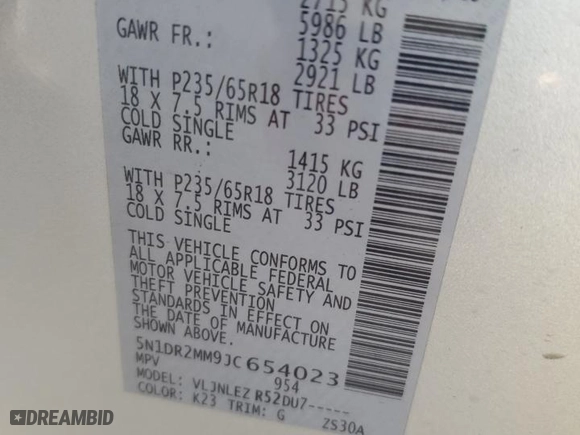 2715 KG
5986 LB
GAWR FR.: 1325 KG
2921 LB
WITH P235/65R18 TIRES
18 X 7.5 RIMS AT 33 PSI
COLD SINGLE
GAWR RR.: 1415 KG
3120 LB
WITH P235/65R18 TIRES
18 X 7.5 RIMS AT 33 PSI
COLD SINGLE
THIS VEHICLE CONFORMS TO
ALL APPLICABLE FEDERAL
MOTOR VEHICLE SAFETY AND
THEFT PREVENTION
STANDARDS IN EFFECT ON
THE DATE OF MANUFACTURE
SHOWN ABOVE.
5N1DR2MM9JC654023
MPV 954
MODEL: VLJNLEZ R52DU7-----
COLOR: K23 TRIM: G ZS30A
DREAMBID